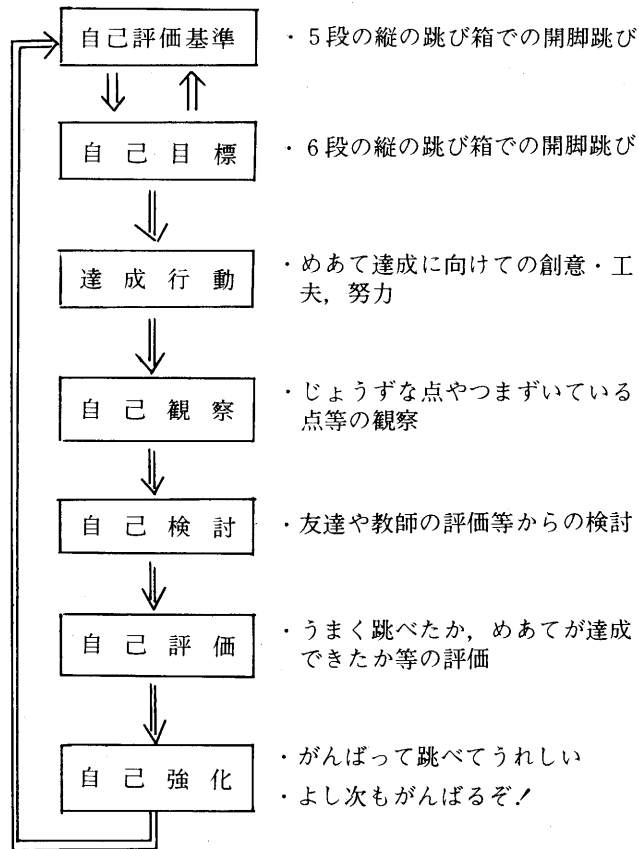 自己評価基準
・5段の縦の跳び箱での開脚跳び
自己目標
・6段の縦の跳び箱での開脚跳び
達成行動
・めあて達成に向けての創意・工
夫，努力
自己観察
・じょうずな点やつまずいている
点等の観察
自己検討
・友達や教師の評価等からの検討
自己評価
・うまく跳べたか，めあてが達成
できたか等の評価
自己強化
・がんばって跳べてうれしい
・よし次もがんばるぞ！